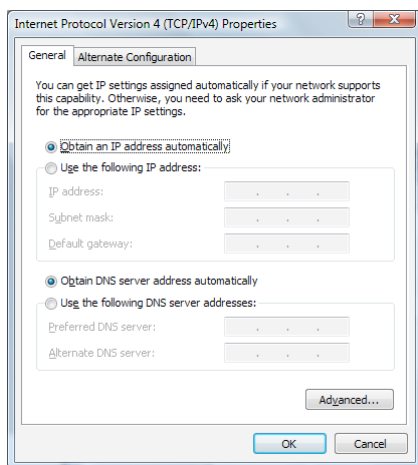 Internet Protocol Version 4 (TCP/IPv4) Properties
General
Alternate Configuration
You can get IP settings assigned automatically if your network supports
this capability. Otherwise, you need to ask your network administrator
for the appropriate IP settings.
Obtain an IP address automatically
Use the following IP address:
IP address:
Subnet mask:
Default gateway:
Obtain DNS server address automatically
Use the following DNS server addresses:
Preferred DNS server:
Alternate DNS server:
Advanced...
OK
Cancel